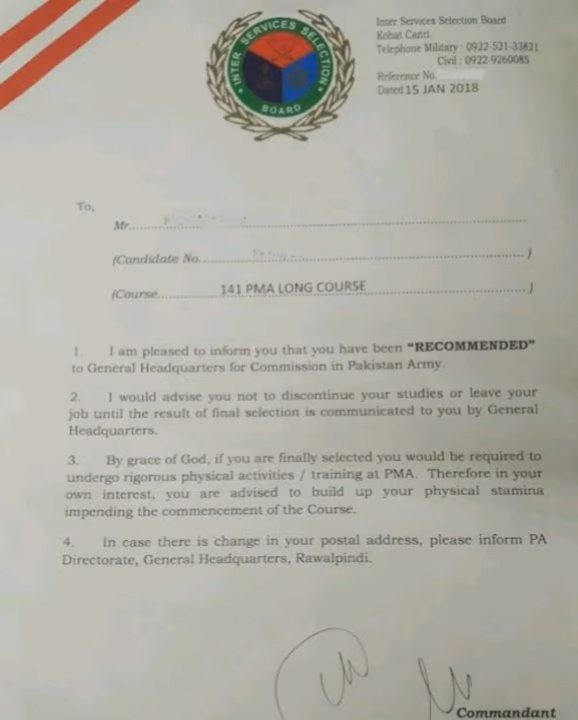 INTER SERVICES SELECTION
BOARD
Inter Services Selection Board
Kohat Cantt.
Telephone Military : 0922-521-33821
Civil : 0922-9260085
Reference No.
Dated 15 JAN 2018
To,
Mr.
(Candidate No. )
(Course 141 PMA LONG COURSE )
1. I am pleased to inform you that you have been "RECOMMENDED"
to General Headquarters for Commission in Pakistan Army.
2. I would advise you not to discontinue your studies or leave your
job until the result of final selection is communicated to you by General
Headquarters.
3. By grace of God, if you are finally selected you would be required to
undergo rigorous physical activities / training at PMA. Therefore in your
own interest, you are advised to build up your physical stamina
impending the commencement of the Course.
4. In case there is change in your postal address, please inform PA
Directorate, General Headquarters, Rawalpindi.
Commandant